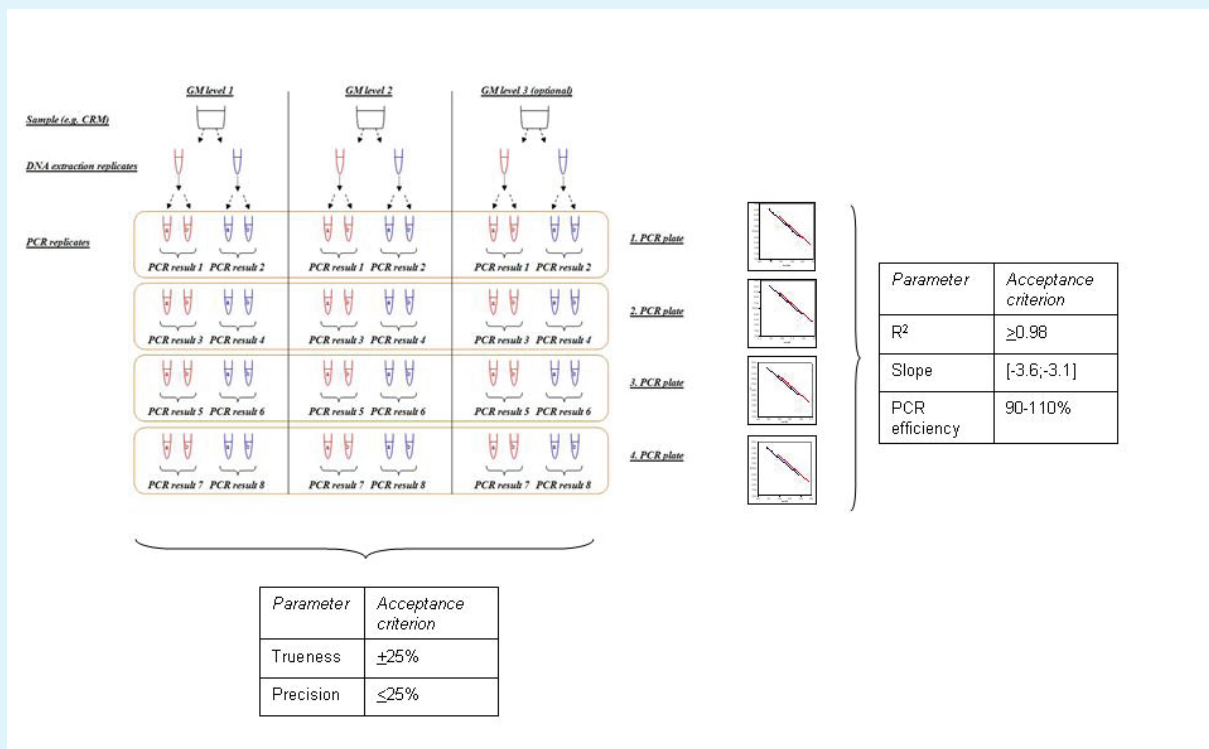 GM level 1 GM level 2 GM level 3 (optional)
Sample (e.g. CRM)
DNA extraction replicates
a b a b a b a b a b a b
PCR replicates
1. PCR plate
PCR result 1 PCR result 2 PCR result 1 PCR result 2 PCR result 1 PCR result 2
a b a b a b a b a b a b
2. PCR plate
PCR result 3 PCR result 4 PCR result 3 PCR result 4 PCR result 3 PCR result 4
a b a b a b a b a b a b
3. PCR plate
PCR result 5 PCR result 6 PCR result 5 PCR result 6 PCR result 5 PCR result 6
a b a b a b a b a b a b
4. PCR plate
PCR result 7 PCR result 8 PCR result 7 PCR result 8 PCR result 7 PCR result 8
Parameter Acceptance
criterion
R² ≥0.98
Slope [-3.6;-3.1]
PCR 90-110%
efficiency
Parameter Acceptance
criterion
Trueness ±25%
Precision ≤25%